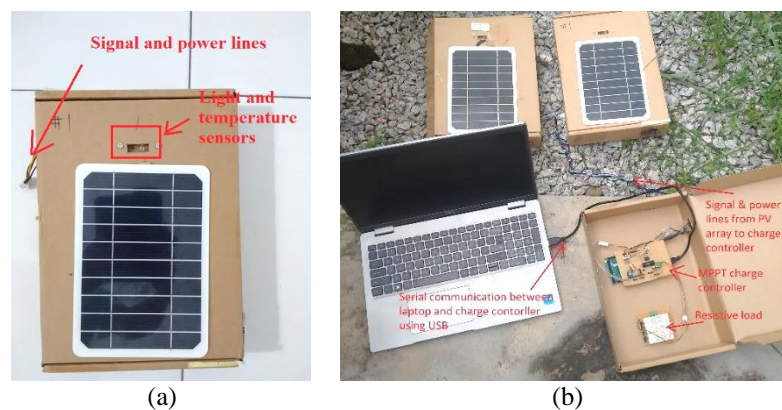 Signal and power lines
Light and
temperature
sensors
#1
(a)
Signal & power
lines from PV
array to charge
controller
MPPT charge
controller
Serial communication between
laptop and charge contorller
using USB
Resistive load
(b)